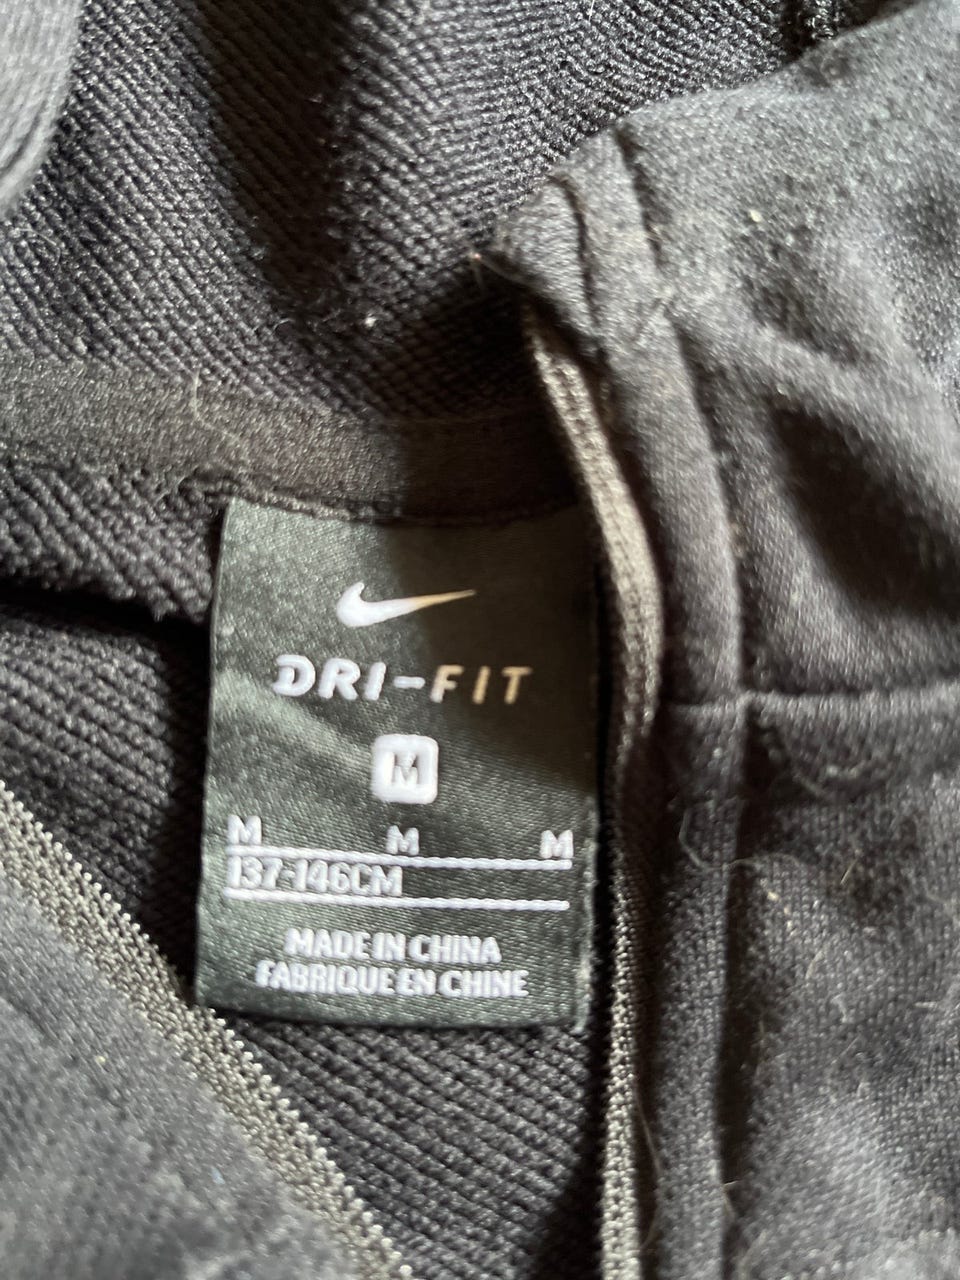 DRI-FIT
M
M M M
137-146CM
MADE IN CHINA
FABRIQUE EN CHINE